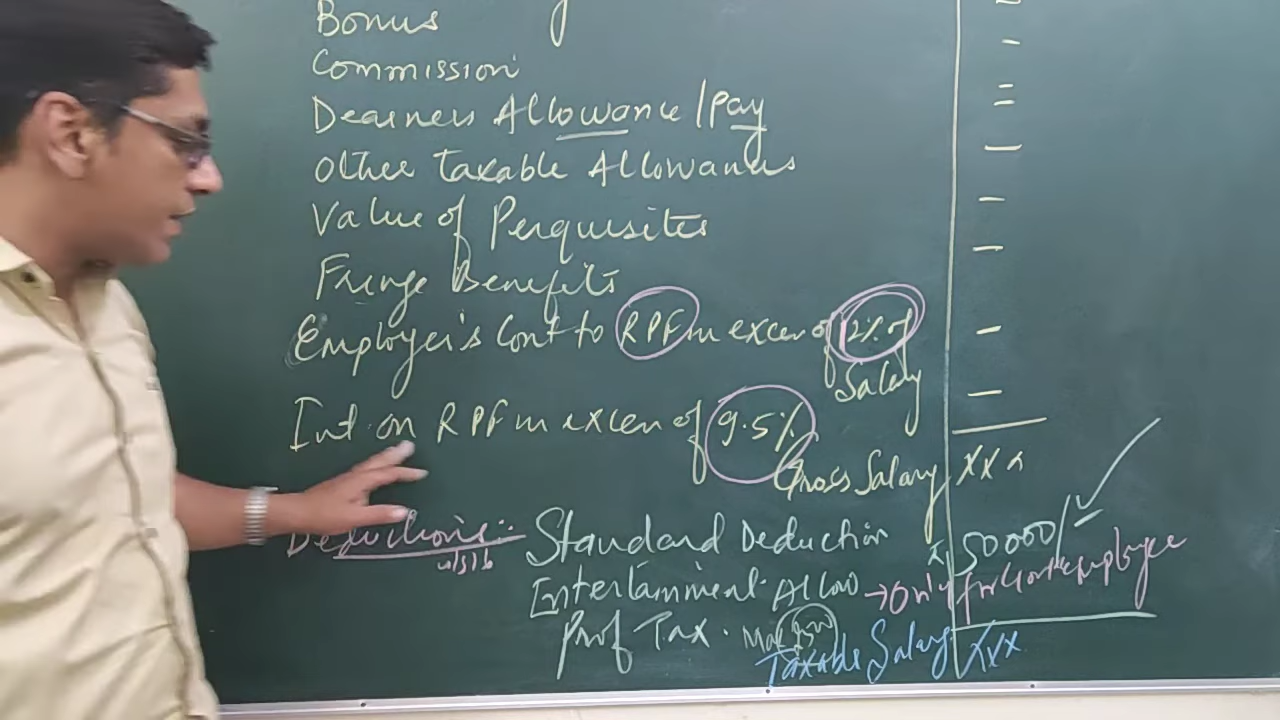 Bonus
Commission
Dearness Allowance/Pay
Other Taxable Allowances
Value of Perquisites
Fringe Benefits
Employer's Cont to RPF in excess of 12% of
Salary
Int. on RPF in excess of 9.5%
Gross Salary xxx
Deductions:- Standard Deduction 50000/
u/s 16
Entertainment Allow → Only for Govt employee
Prof Tax. Max
Taxable Salary xxx